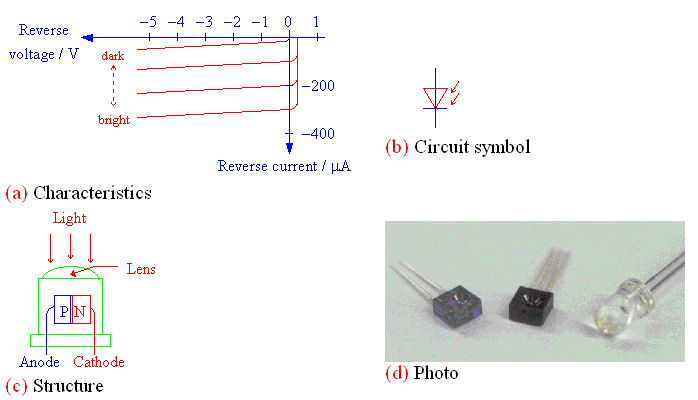 Reverse
voltage / V
−5 −4 −3 −2 −1 0 1
dark
bright
−200
−400
Reverse current / μA
(a) Characteristics
(b) Circuit symbol
Light
Lens
P N
Anode Cathode
(c) Structure
(d) Photo